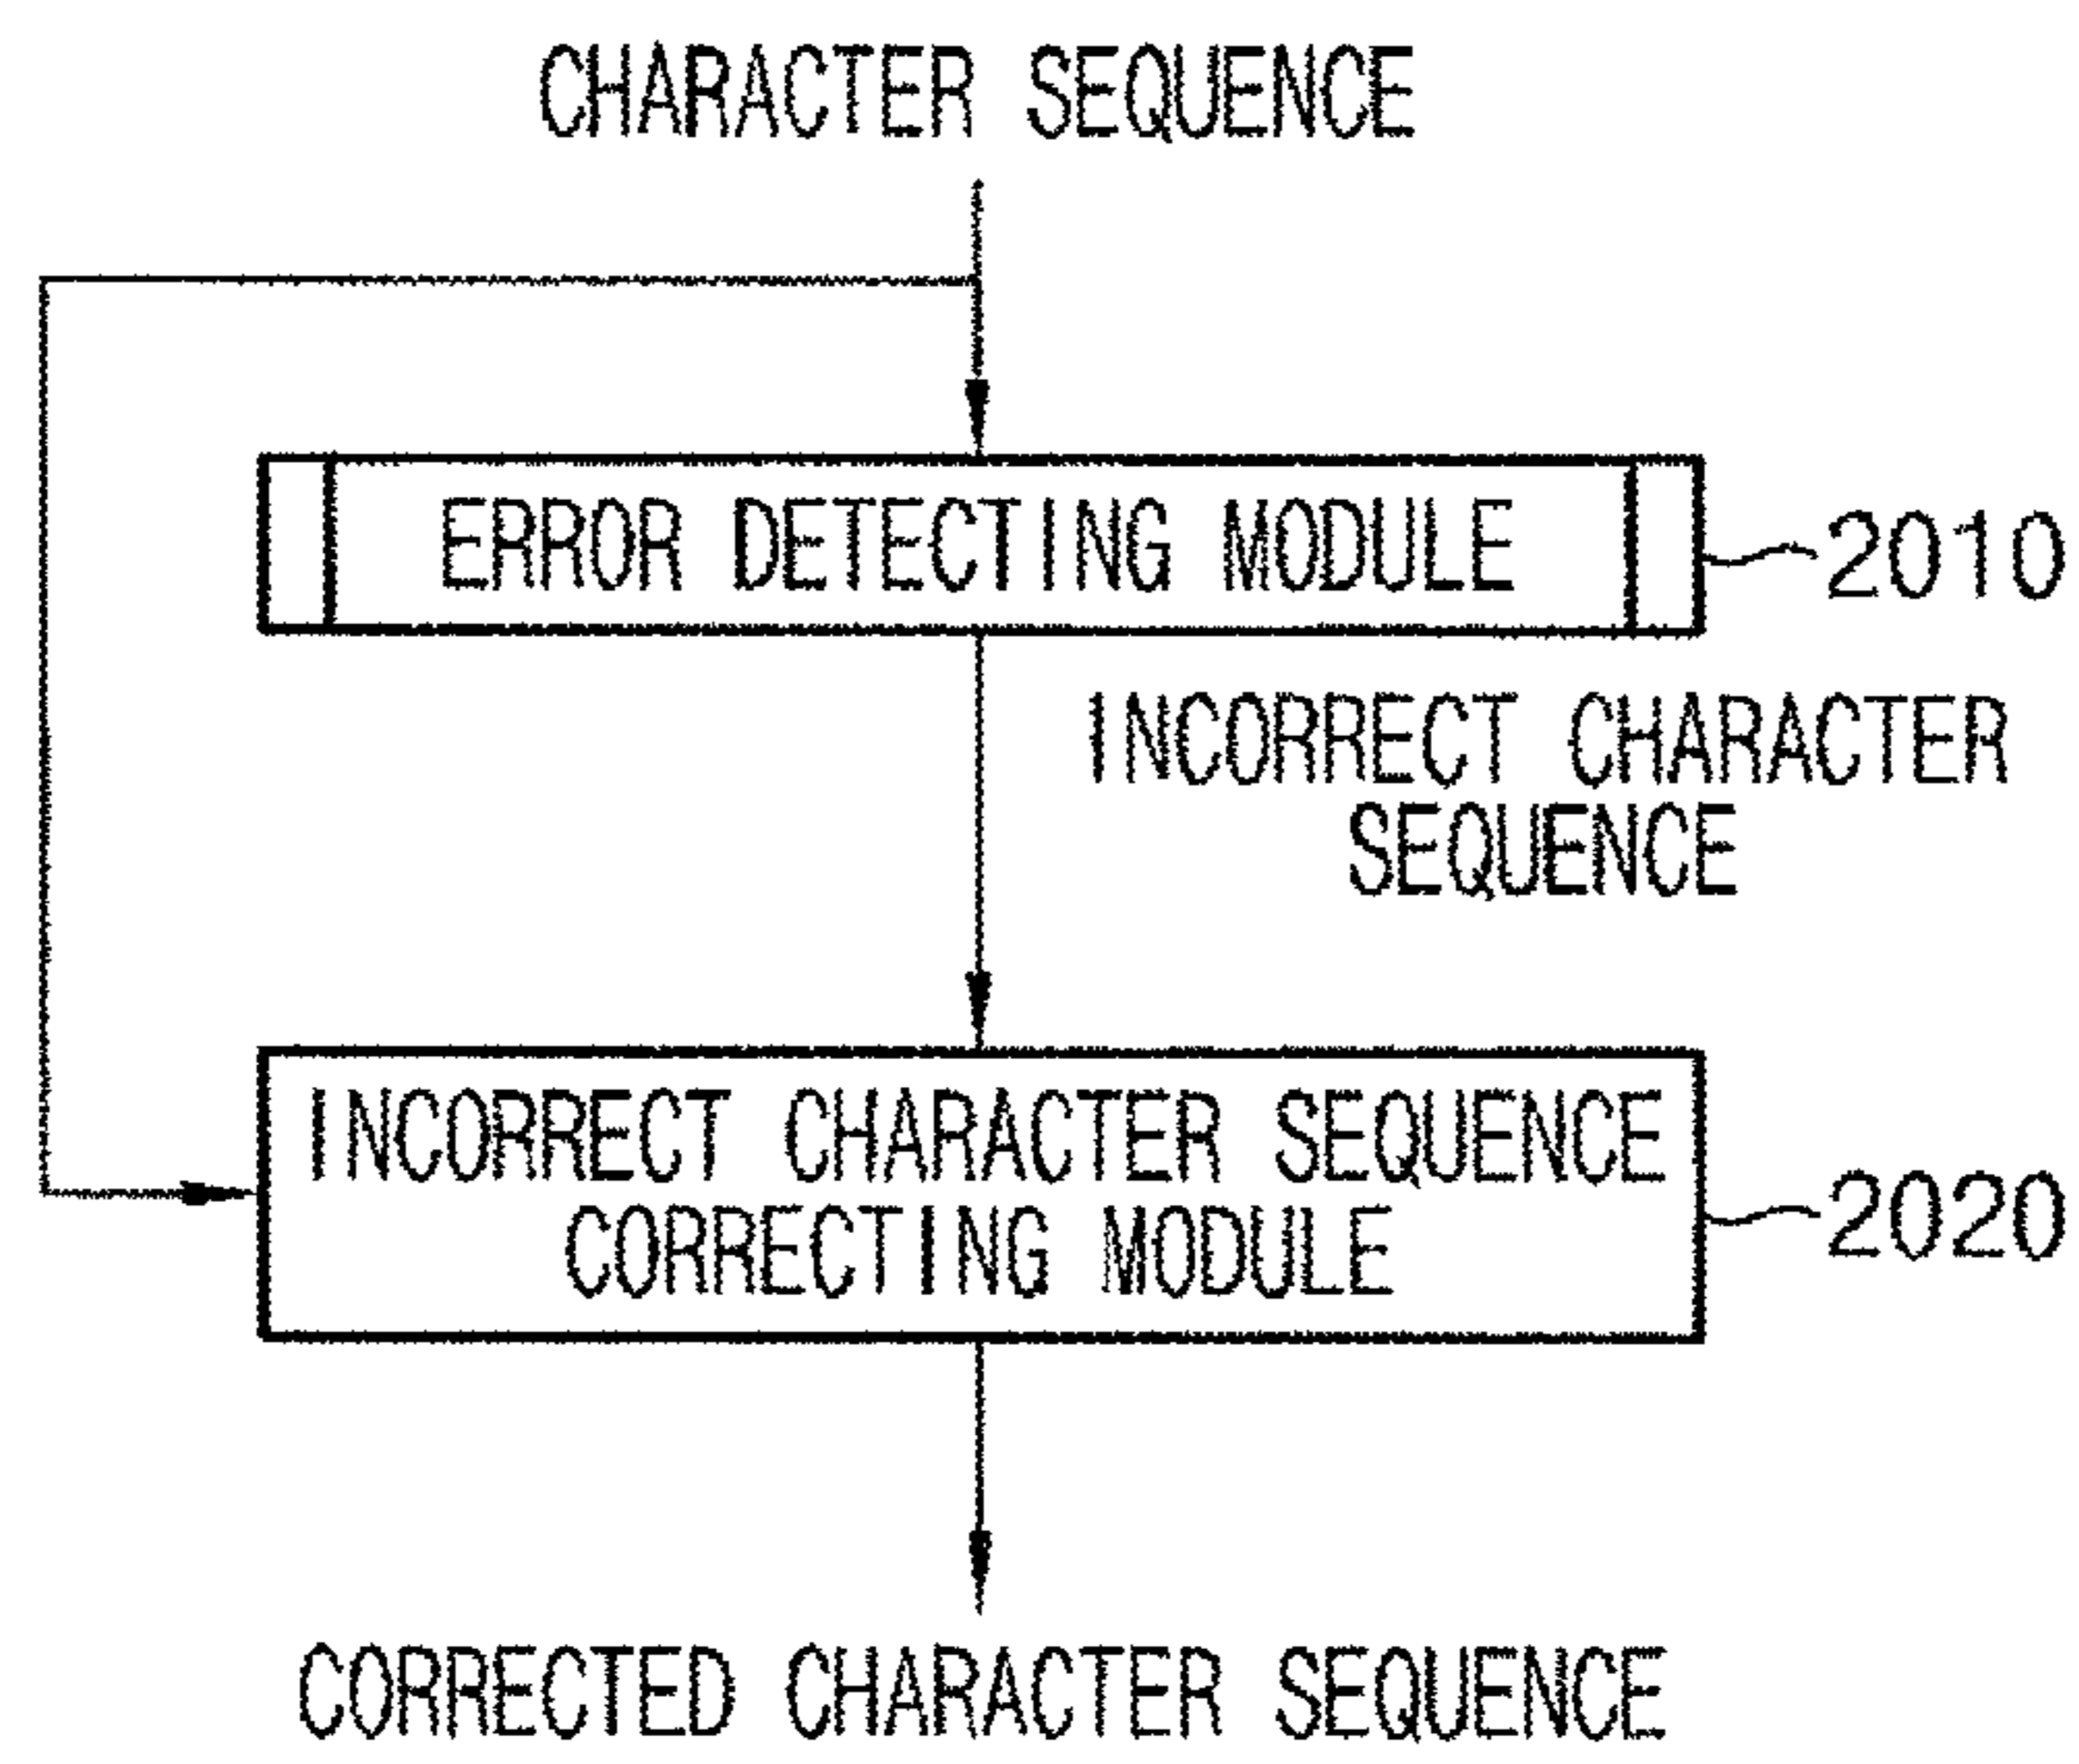 CHARACTER SEQUENCE
ERROR DETECTING MODULE
2010
INCORRECT CHARACTER
SEQUENCE
INCORRECT CHARACTER SEQUENCE
CORRECTING MODULE
2020
CORRECTED CHARACTER SEQUENCE